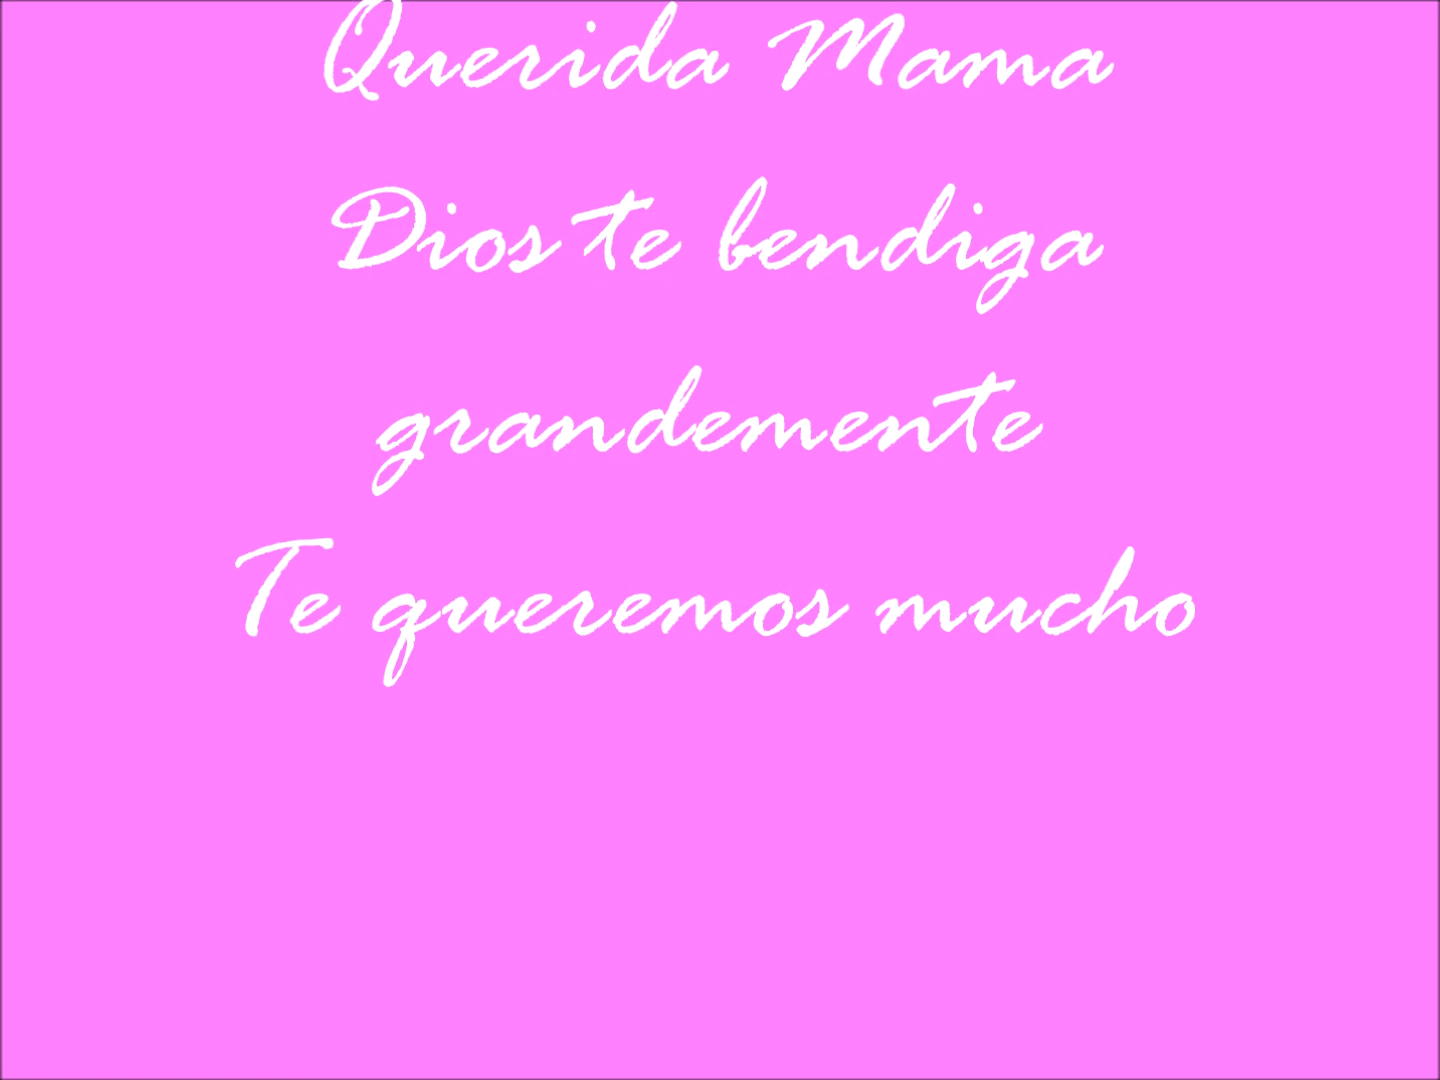 Querida Mama
Dios te bendiga
grandemente
Te queremos mucho